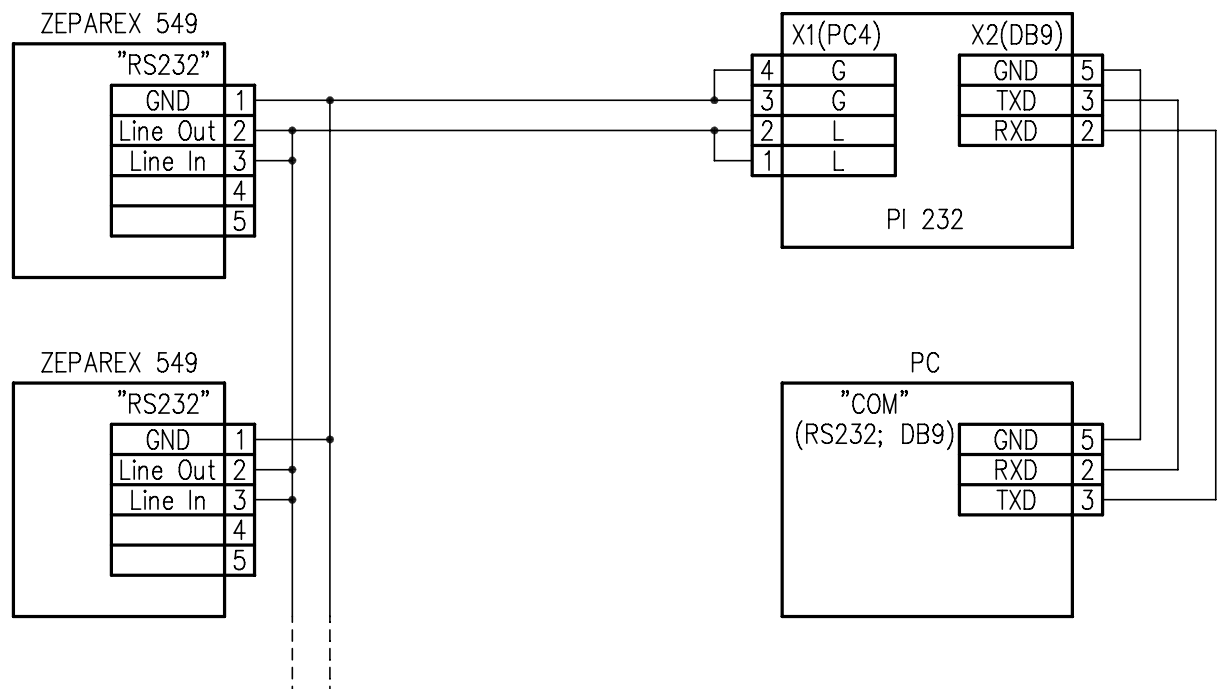 ZEPAREX 549
"RS232"
GND 1
Line Out 2
Line In 3
4
5
X1(PC4) X2(DB9)
4 G
3 G
2 L
1 L
GND 5
TXD 3
RXD 2
PI 232
ZEPAREX 549
"RS232"
GND 1
Line Out 2
Line In 3
4
5
PC
"COM"
(RS232; DB9)
GND 5
RXD 2
TXD 3